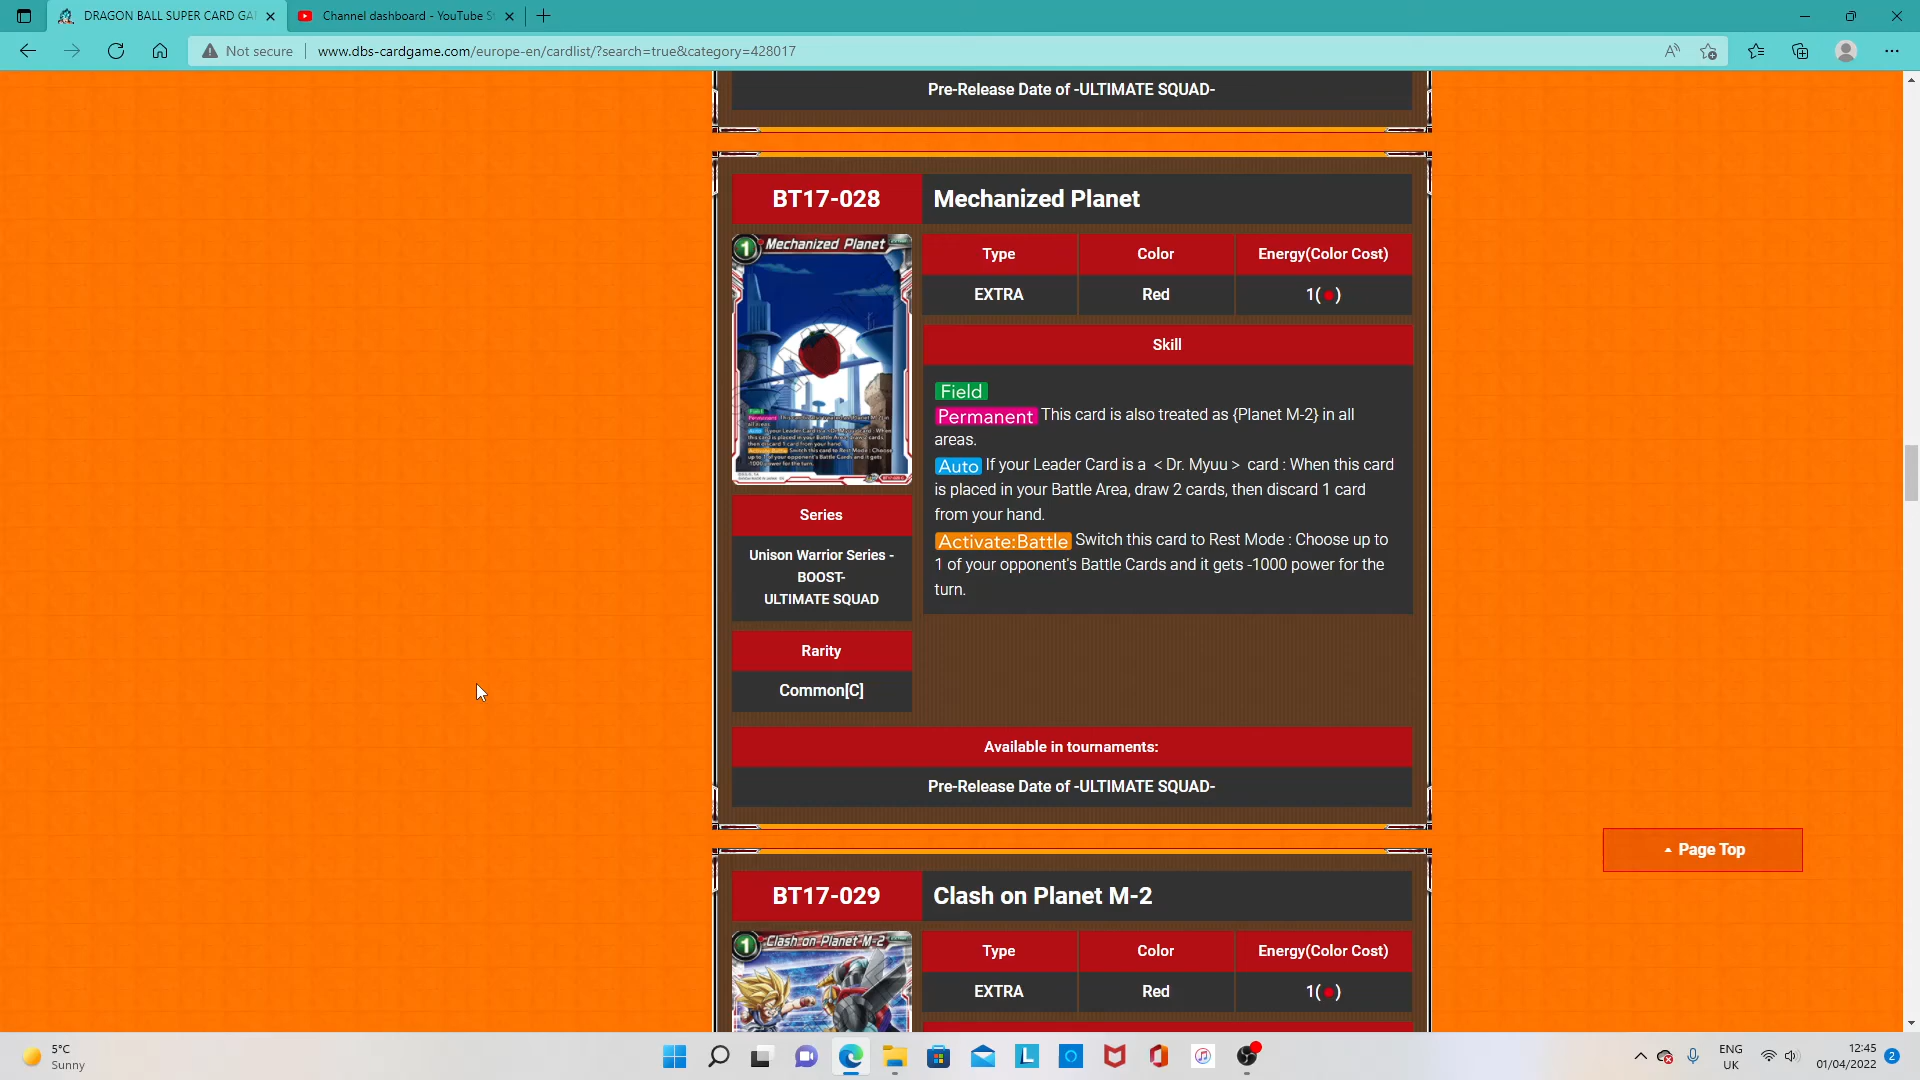 DRAGON BALL SUPER CARD GA
Channel dashboard - YouTube S
Not secure
www.dbs-cardgame.com/europe-en/cardlist/?search=true&category=428017
Pre-Release Date of -ULTIMATE SQUAD-
BT17-028
Mechanized Planet
1
Mechanized Planet
Type
Color
Energy(Color Cost)
EXTRA
Red
1( )
Skill
Field
Permanent This card is also treated as {Planet M-2} in all
areas.
Auto If your Leader Card is a ＜Dr. Myuu＞ card : When this card
is placed in your Battle Area, draw 2 cards, then discard 1 card
from your hand.
Activate:Battle Switch this card to Rest Mode : Choose up to
1 of your opponent's Battle Cards and it gets -1000 power for the
turn.
Series
Unison Warrior Series -
BOOST-
ULTIMATE SQUAD
Rarity
Common[C]
Available in tournaments:
Pre-Release Date of -ULTIMATE SQUAD-
Page Top
BT17-029
Clash on Planet M-2
1
Clash on Planet M-2
Type
Color
Energy(Color Cost)
EXTRA
Red
1( )
5°C
Sunny
ENG
UK
12:45
01/04/2022
2